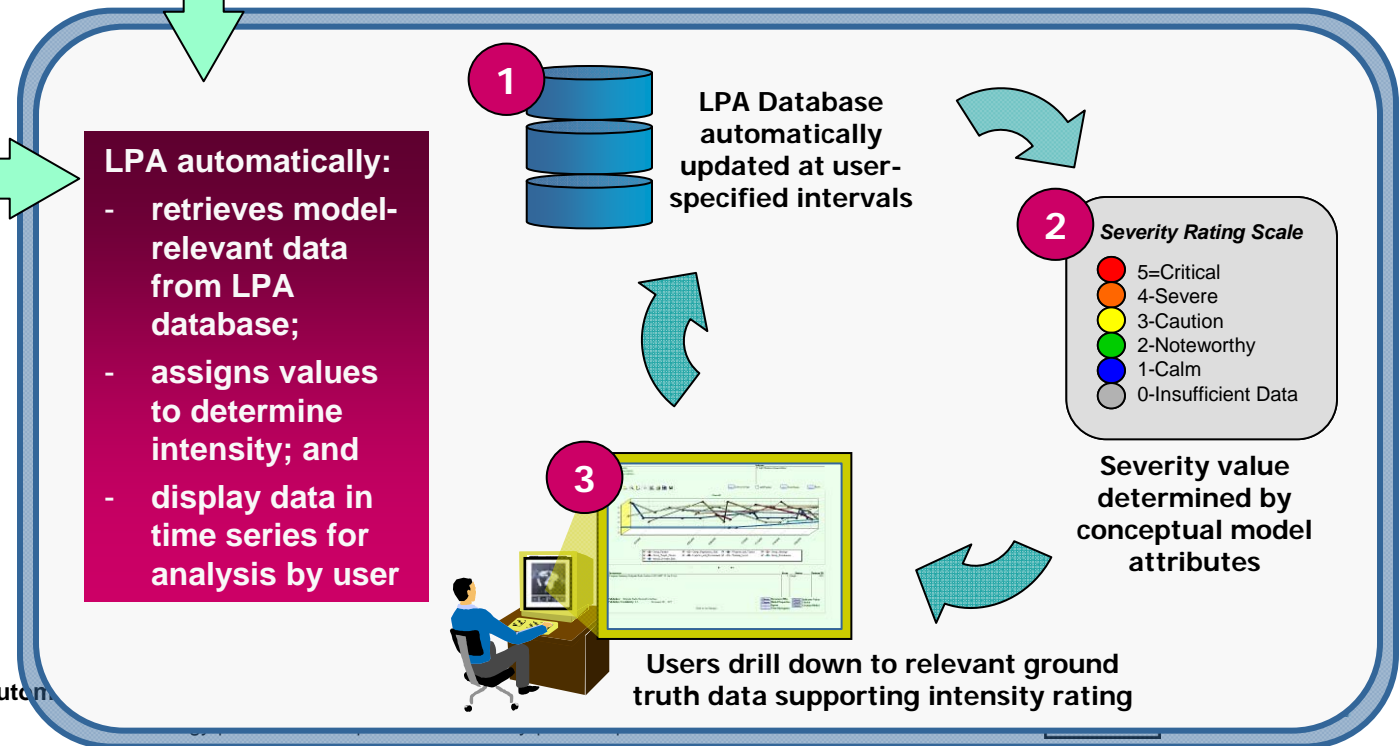 LPA automatically:
- retrieves model-
relevant data
from LPA
database;
- assigns values
to determine
intensity; and
- display data in
time series for
analysis by user
1
LPA Database
automatically
updated at user-
specified intervals
2
Severity Rating Scale
5=Critical
4-Severe
3-Caution
2-Noteworthy
1-Calm
0-Insufficient Data
Severity value
determined by
conceptual model
attributes
3
Users drill down to relevant ground
truth data supporting intensity rating